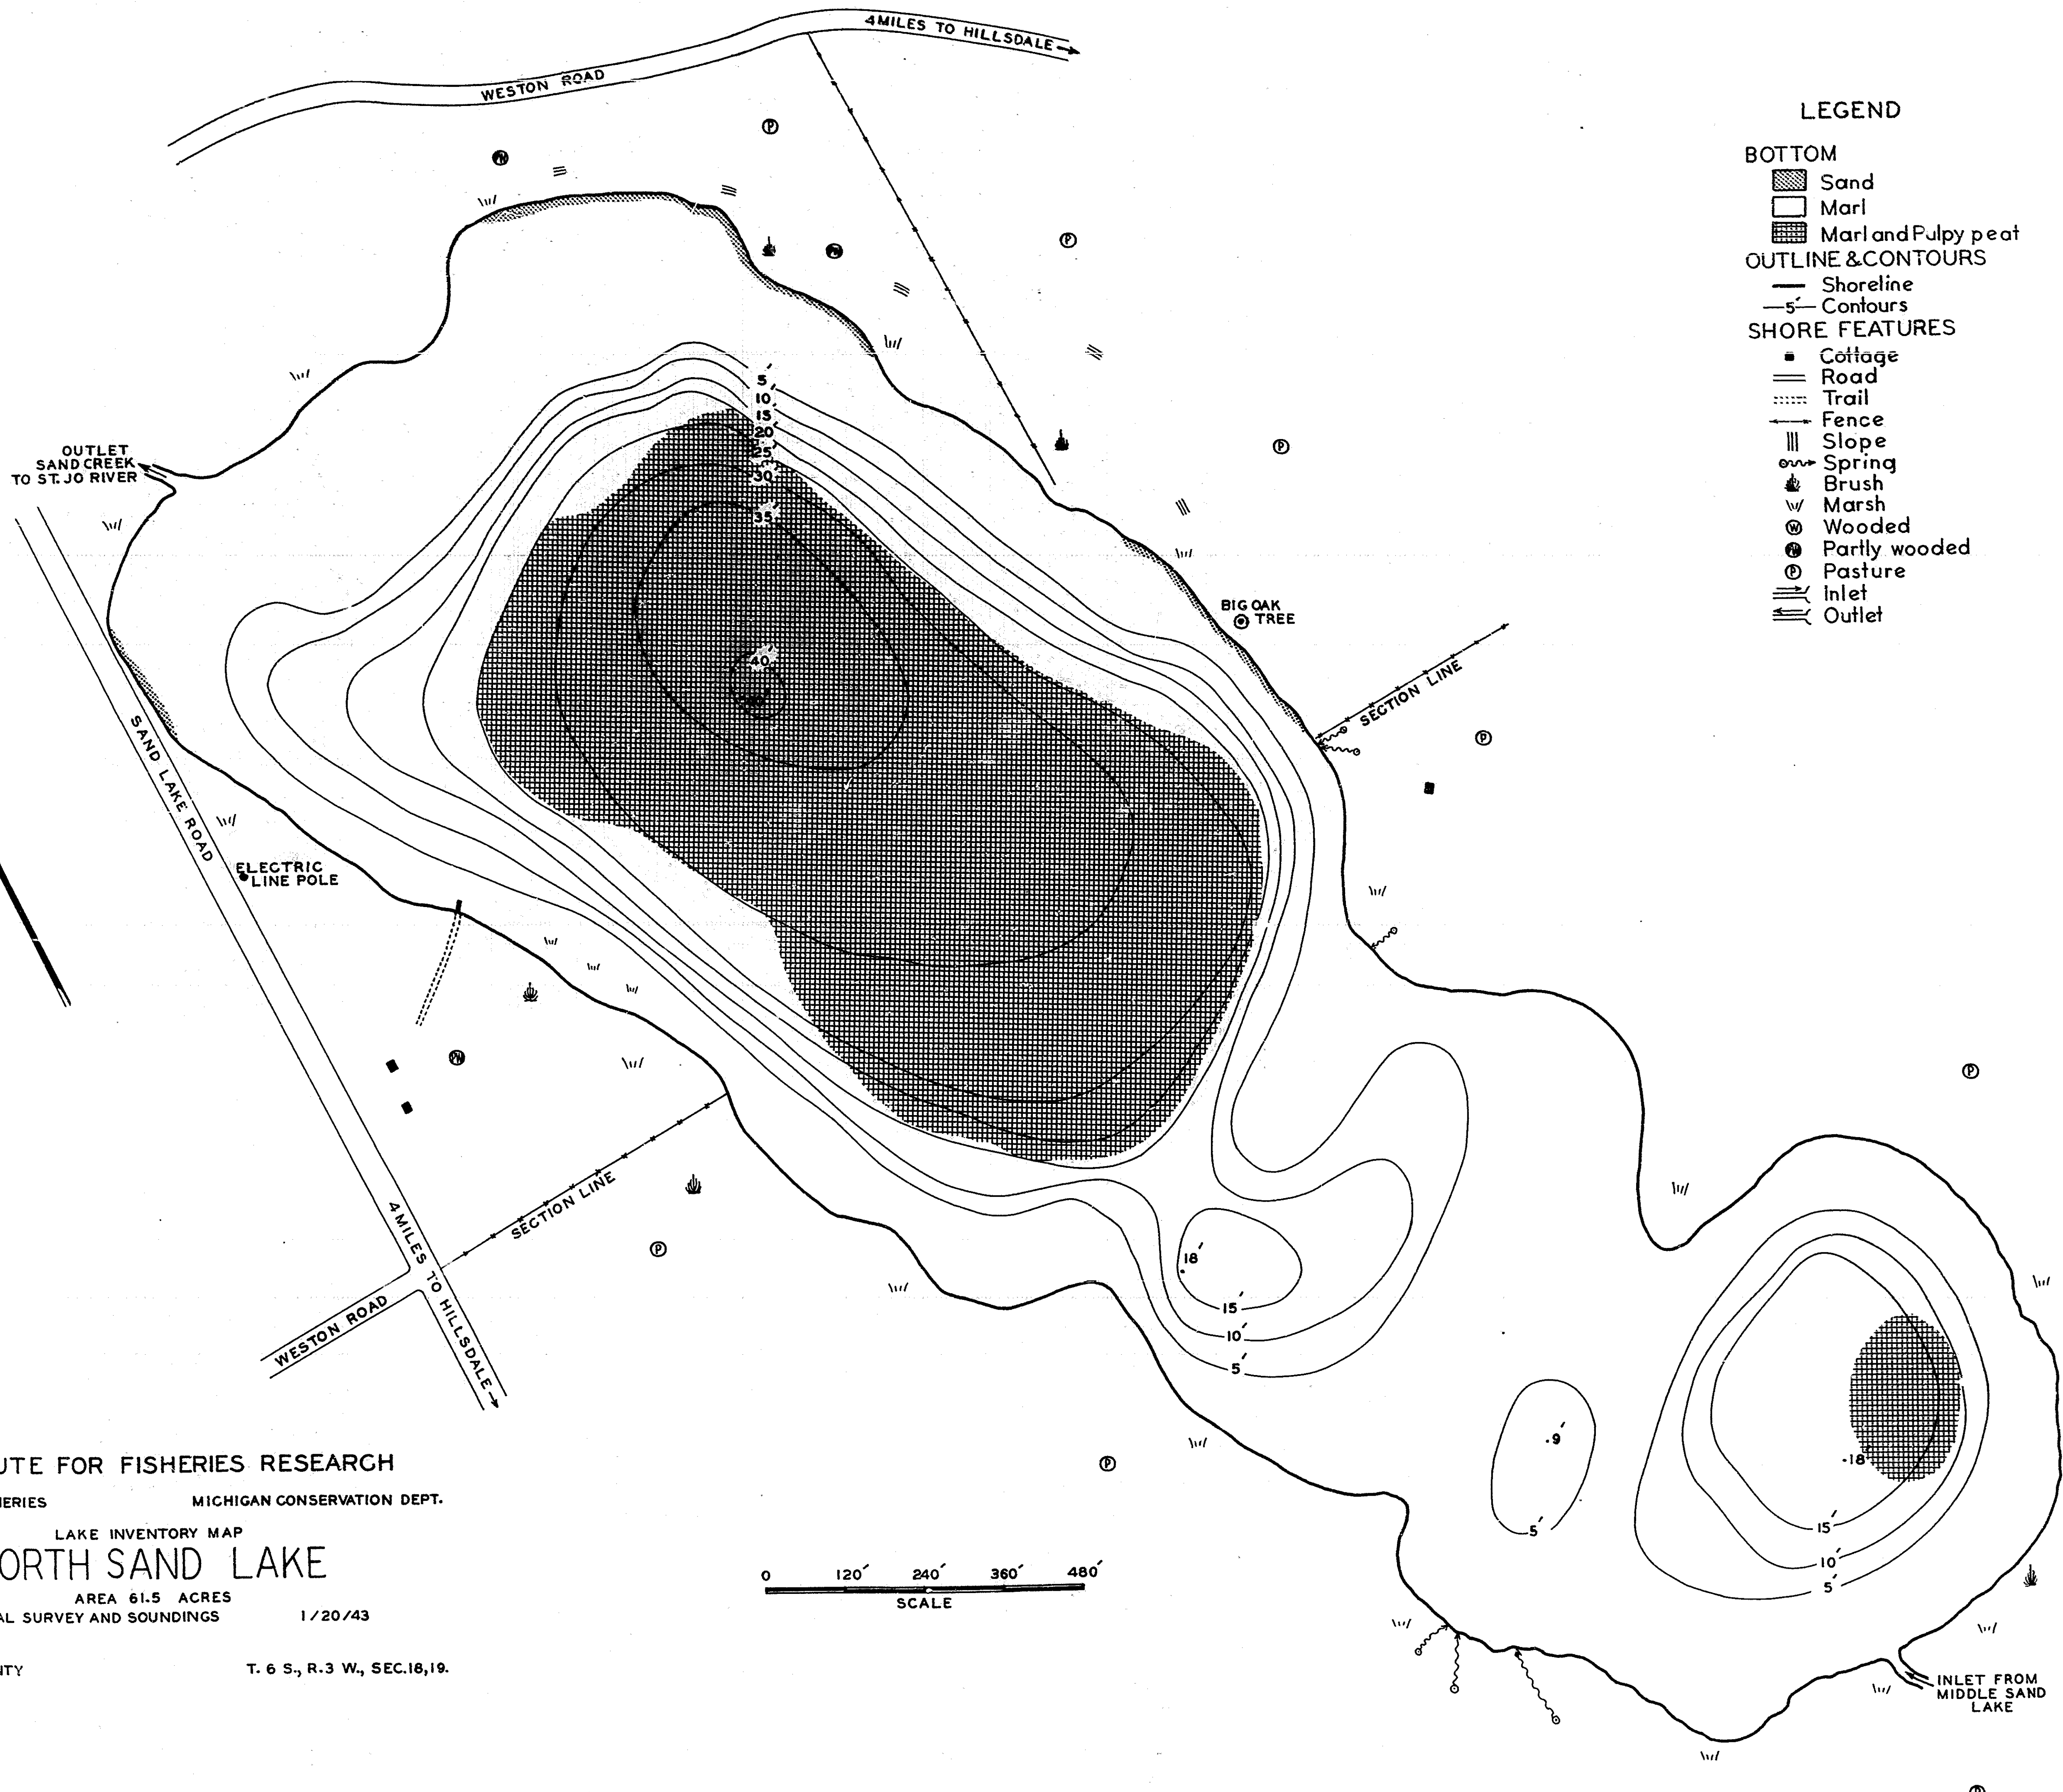 4 MILES TO HILLSDALE
WESTON ROAD
LEGEND
BOTTOM
Sand
Marl
Marl and Pulpy peat
OUTLINE & CONTOURS
Shoreline
5' Contours
SHORE FEATURES
Cottage
Road
Trail
Fence
Slope
Spring
Brush
Marsh
W Wooded
PW Partly wooded
P Pasture
Inlet
Outlet
P
PW
PW
P
P
5'
10'
15'
20'
25'
30'
35'
40'
40'
OUTLET
SAND CREEK
TO ST. JO RIVER
BIG OAK
TREE
SECTION LINE
P
SAND LAKE ROAD
ELECTRIC
LINE POLE
PW
P
SECTION LINE
P
4 MILES TO HILLSDALE
WESTON ROAD
18'
15'
10'
5'
.9'
5'
18'
15'
10'
5'
P
UTE FOR FISHERIES RESEARCH
IERIES MICHIGAN CONSERVATION DEPT.
LAKE INVENTORY MAP
ORTH SAND LAKE
AREA 61.5 ACRES
AL SURVEY AND SOUNDINGS 1/20/43
NTY T. 6 S., R.3 W., SEC.18,19.
0 120' 240' 360' 480'
SCALE
INLET FROM
MIDDLE SAND
LAKE
P